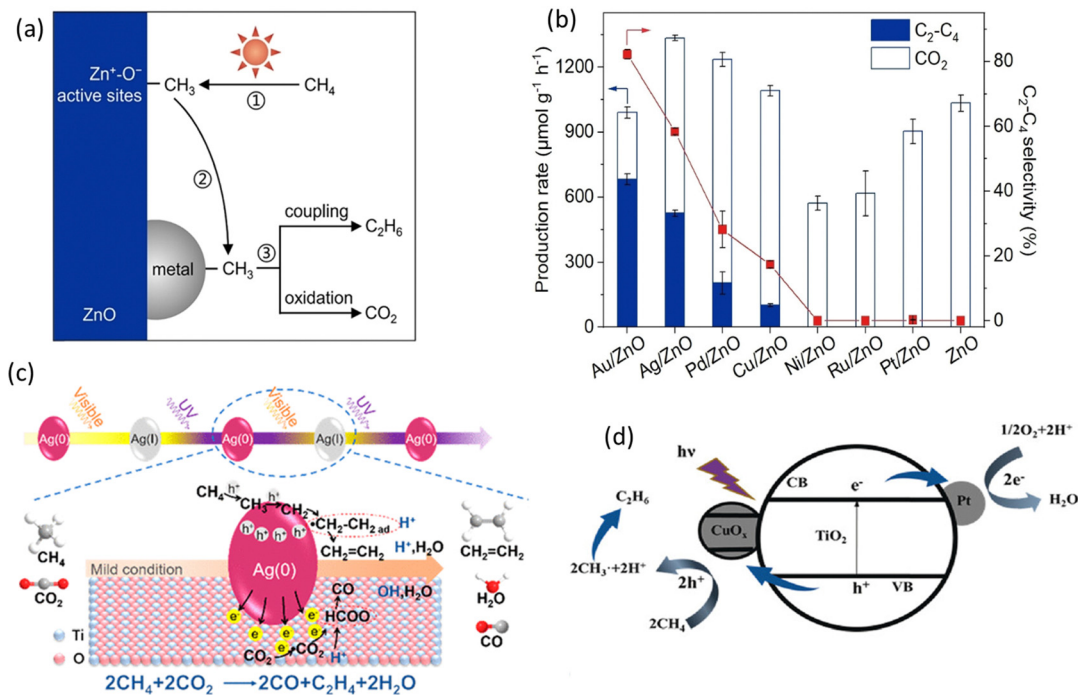 (a)
Zn⁺-O⁻
active sites
CH₃
①
CH₄
②
coupling
C₂H₆
③
metal
CH₃
oxidation
CO₂
ZnO
(b)
C₂-C₄
CO₂
Production rate (μmol g⁻¹ h⁻¹)
1200
900
600
300
0
C₂-C₄ selectivity (%)
80
60
40
20
0
Au/ZnO
Ag/ZnO
Pd/ZnO
Cu/ZnO
Ni/ZnO
Ru/ZnO
Pt/ZnO
ZnO
(c)
Visible
UV
Visible
UV
Ag(0)
Ag(I)
Ag(0)
Ag(I)
Ag(0)
CH₄
CO₂
Mild condition
CH₄
h⁺
CH₃
h⁺
CH₂
•CH₂-CH₂ ad
H⁺
h⁺
h⁺ h⁺ h⁺ h⁺
CH₂=CH₂
H⁺,H₂O
Ag(0)
CO
OH,H₂O
HCOO
e e e e e
CO₂
CO₂⁻
H⁺
CH₂=CH₂
H₂O
CO
Ti
O
2CH₄+2CO₂ → 2CO+C₂H₄+2H₂O
(d)
hν
CB
e⁻
1/2O₂+2H⁺
2e⁻
H₂O
Pt
C₂H₆
CuOₓ
TiO₂
2CH₃·+2H⁺
2h⁺
h⁺
VB
2CH₄